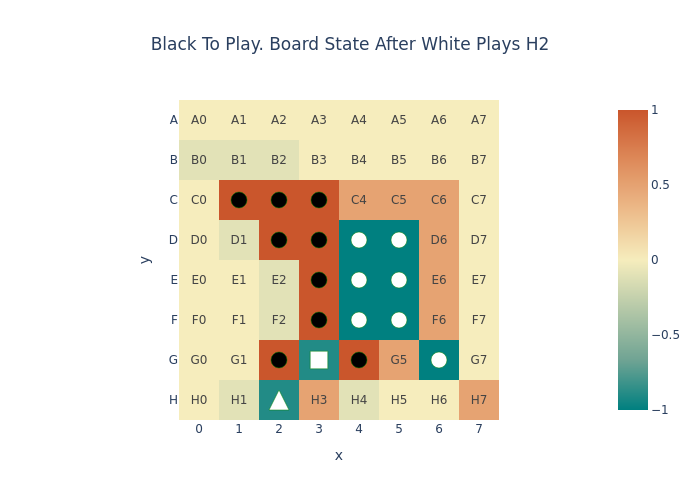 Black To Play. Board State After White Plays H2
A A0 A1 A2 A3 A4 A5 A6 A7
B B0 B1 B2 B3 B4 B5 B6 B7
C C0 C4 C5 C6 C7
D D0 D1 D6 D7
E E0 E1 E2 E6 E7
F F0 F1 F2 F6 F7
G G0 G1 G5 G7
H H0 H1 H3 H4 H5 H6 H7
0 1 2 3 4 5 6 7
x
y
1
0.5
0
−0.5
−1